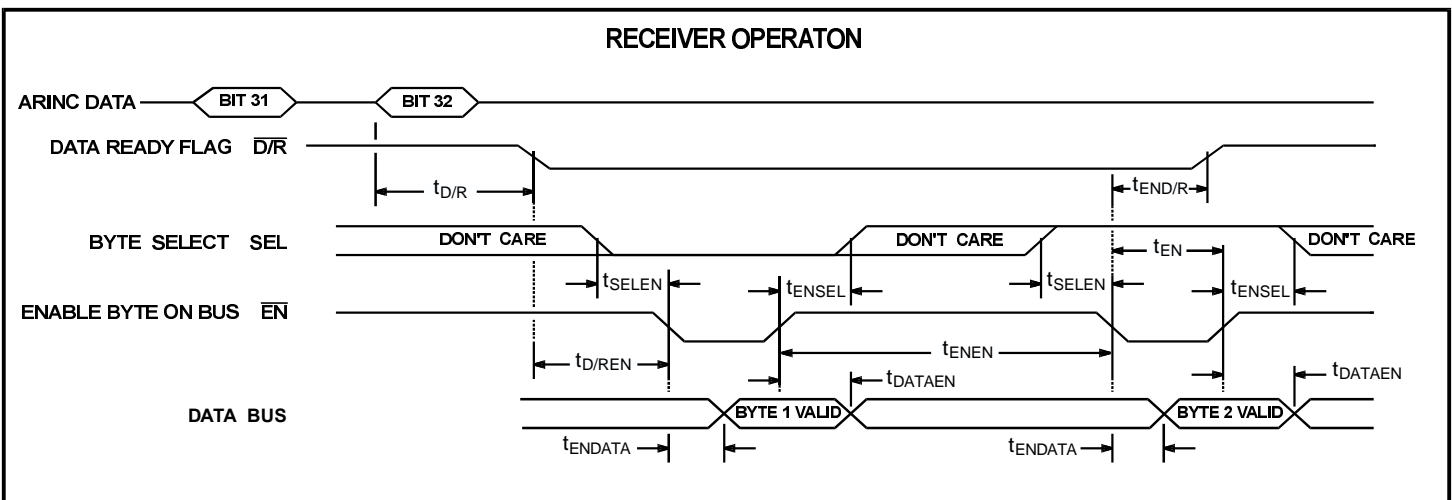 RECEIVER OPERATON
ARINC DATA BIT 31 BIT 32
DATA READY FLAG D/R
tD/R tEND/R
BYTE SELECT SEL DON'T CARE DON'T CARE DON'T CARE
tEN
tSELEN tENSEL tSELEN tENSEL
ENABLE BYTE ON BUS EN
tD/REN tENEN
tDATAEN tDATAEN
DATA BUS BYTE 1 VALID BYTE 2 VALID
tENDATA tENDATA